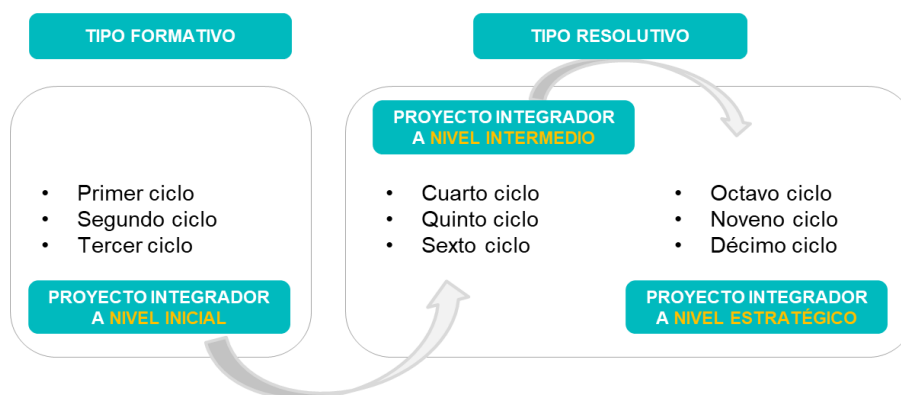 TIPO FORMATIVO
TIPO RESOLUTIVO
• Primer ciclo
• Segundo ciclo
• Tercer ciclo
PROYECTO INTEGRADOR
A NIVEL INICIAL
PROYECTO INTEGRADOR
A NIVEL INTERMEDIO
• Cuarto ciclo
• Quinto ciclo
• Sexto ciclo
• Octavo ciclo
• Noveno ciclo
• Décimo ciclo
PROYECTO INTEGRADOR
A NIVEL ESTRATÉGICO